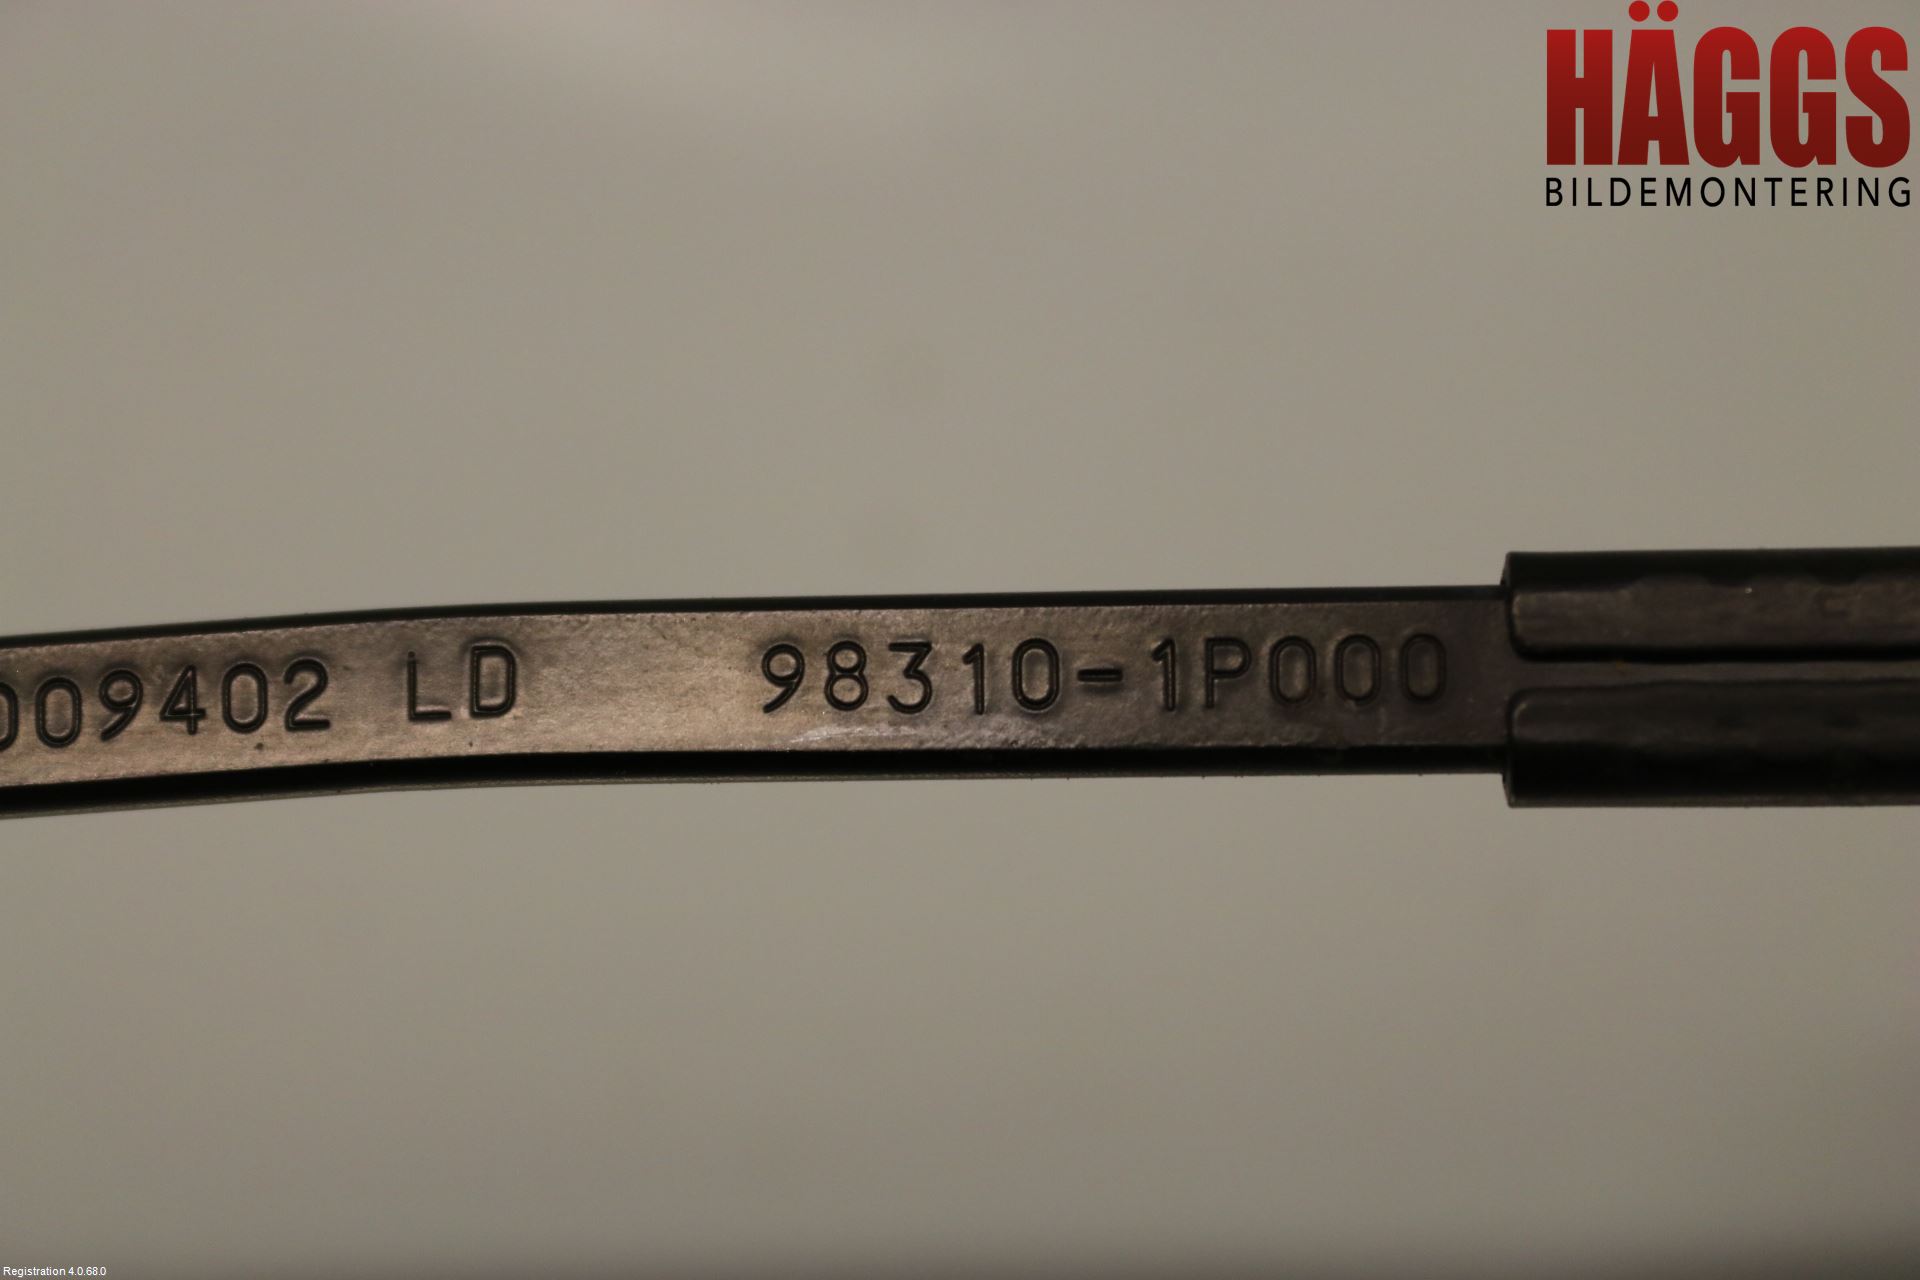 HÄGGS
BILDEMONTERING
009402 LD 98310-1P000
Registration 4.0.68.0